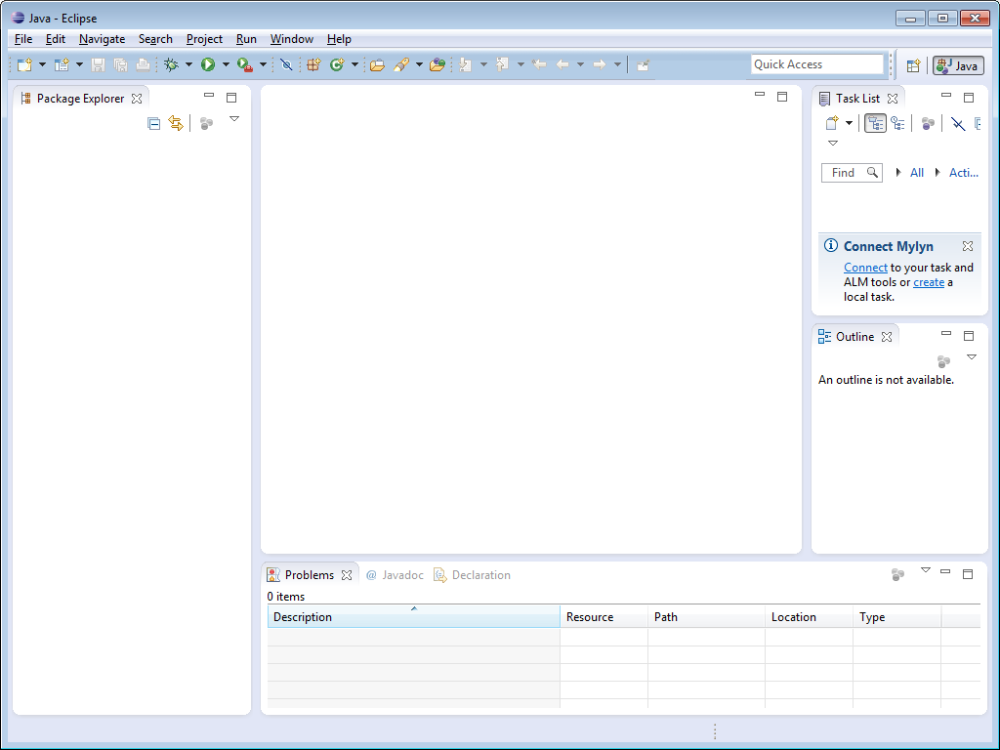 Java - Eclipse
File Edit Navigate Search Project Run Window Help
Quick Access
Java
Package Explorer
Task List
Find All Acti...
Connect Mylyn
Connect to your task and
ALM tools or create a
local task.
Outline
An outline is not available.
Problems @ Javadoc Declaration
0 items
Description Resource Path Location Type